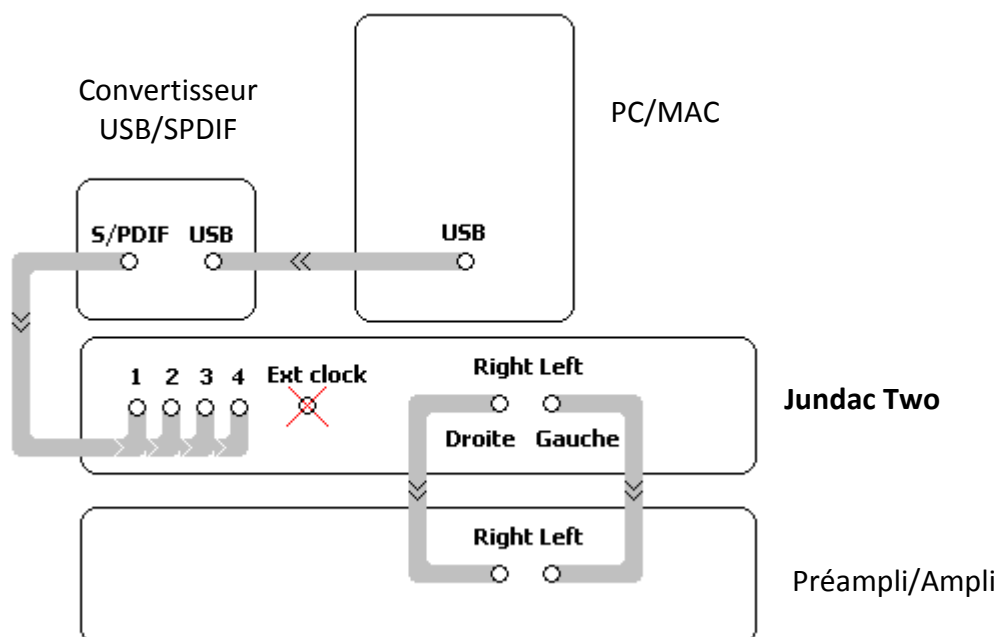 Convertisseur
USB/SPDIF
PC/MAC
S/PDIF USB
USB
1 2 3 4 Ext clock
Right Left
Jundac Two
Droite Gauche
Right Left
Préampli/Ampli